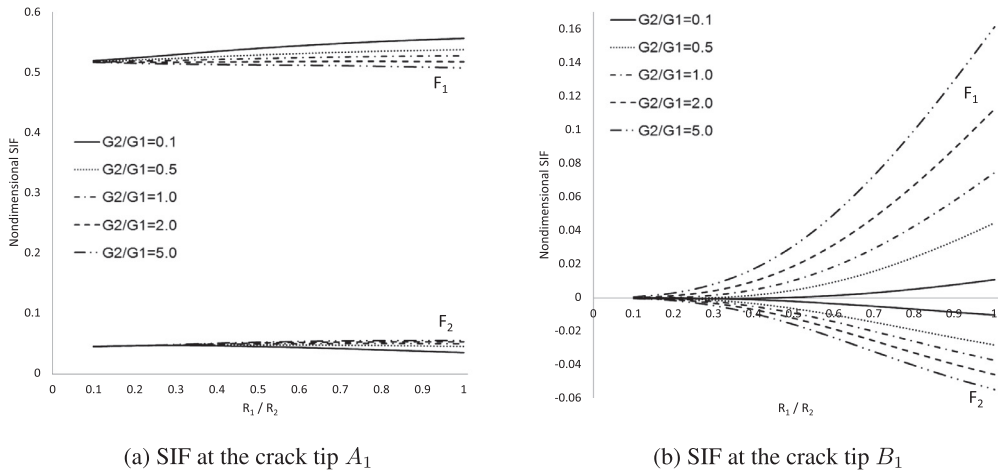 0.6
0.5
0.4
0.3
0.2
0.1
0
Nondimensional SIF
F1
G2/G1=0.1
G2/G1=0.5
G2/G1=1.0
G2/G1=2.0
G2/G1=5.0
F2
0 0.1 0.2 0.3 0.4 0.5 0.6 0.7 0.8 0.9 1
R1 / R2
(a) SIF at the crack tip A1
0.16
0.14
0.12
0.1
0.08
0.06
0.04
0.02
0
-0.02
-0.04
-0.06
Nondimensional SIF
G2/G1=0.1
G2/G1=0.5
G2/G1=1.0
G2/G1=2.0
G2/G1=5.0
F1
0 0.1 0.2 0.3 0.4 0.5 0.6 0.7 0.8 0.9 1
F2
R1 / R2
(b) SIF at the crack tip B1